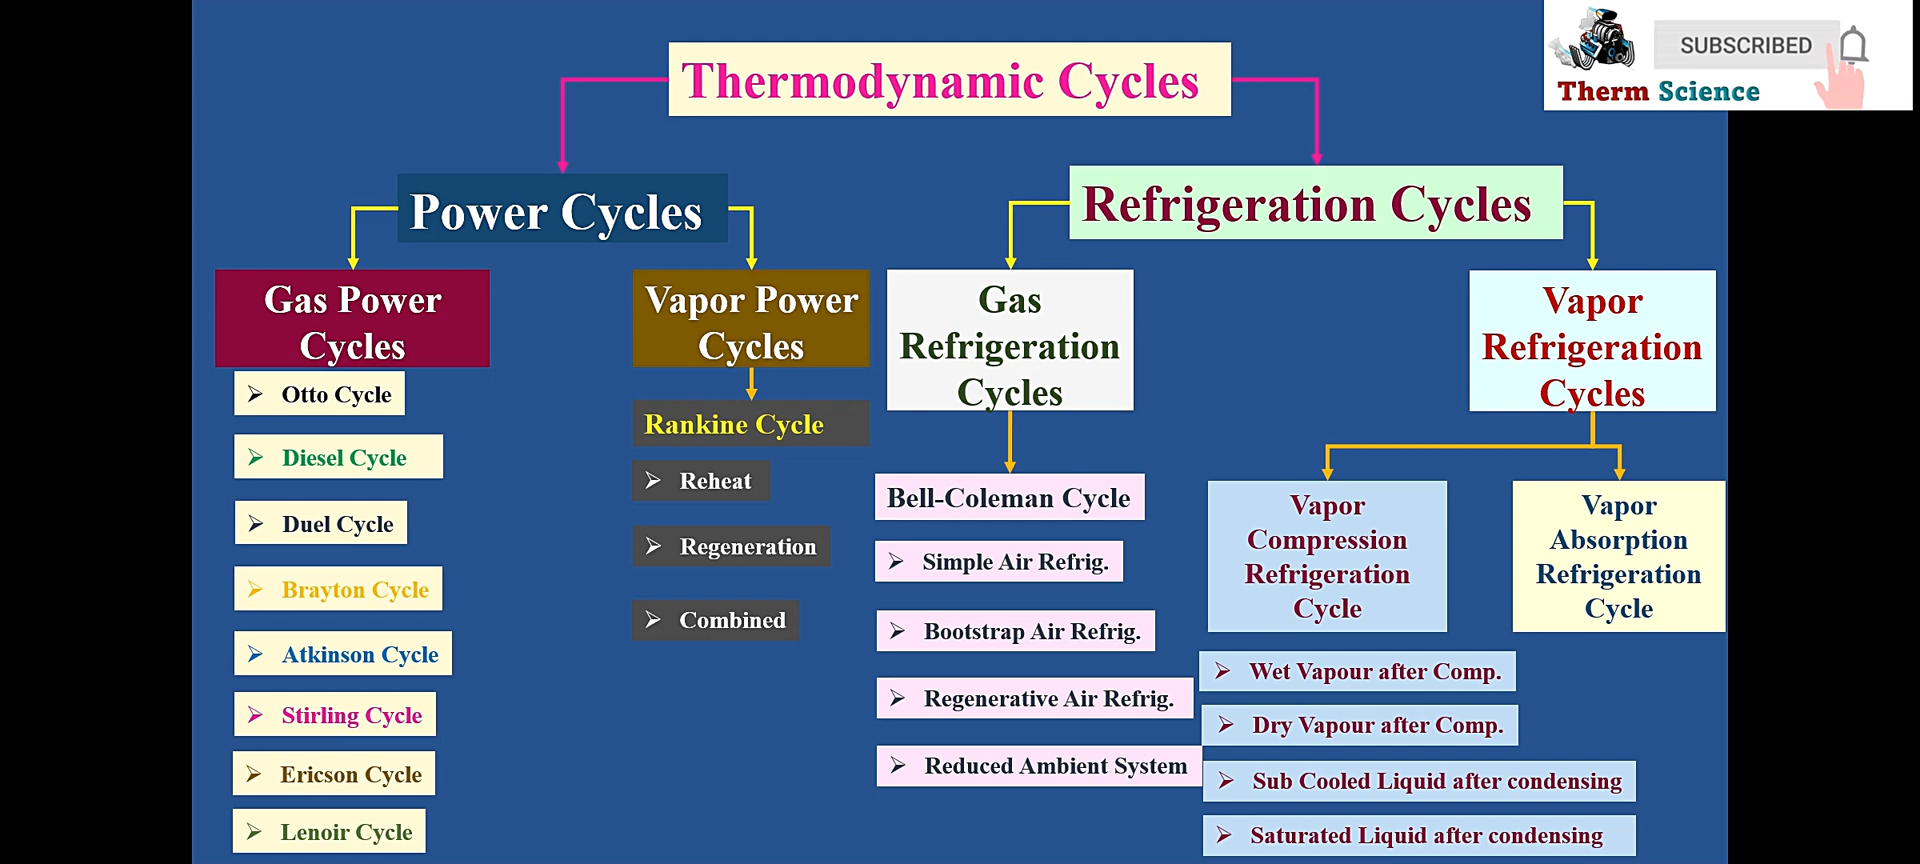 Thermodynamic Cycles
SUBSCRIBED
Therm Science
Power Cycles
Refrigeration Cycles
Gas Power
Cycles
Otto Cycle
Diesel Cycle
Duel Cycle
Brayton Cycle
Atkinson Cycle
Stirling Cycle
Ericson Cycle
Lenoir Cycle
Vapor Power
Cycles
Rankine Cycle
Reheat
Regeneration
Combined
Gas
Refrigeration
Cycles
Bell-Coleman Cycle
Simple Air Refrig.
Bootstrap Air Refrig.
Regenerative Air Refrig.
Reduced Ambient System
Vapor
Refrigeration
Cycles
Vapor
Compression
Refrigeration
Cycle
Wet Vapour after Comp.
Dry Vapour after Comp.
Sub Cooled Liquid after condensing
Saturated Liquid after condensing
Vapor
Absorption
Refrigeration
Cycle